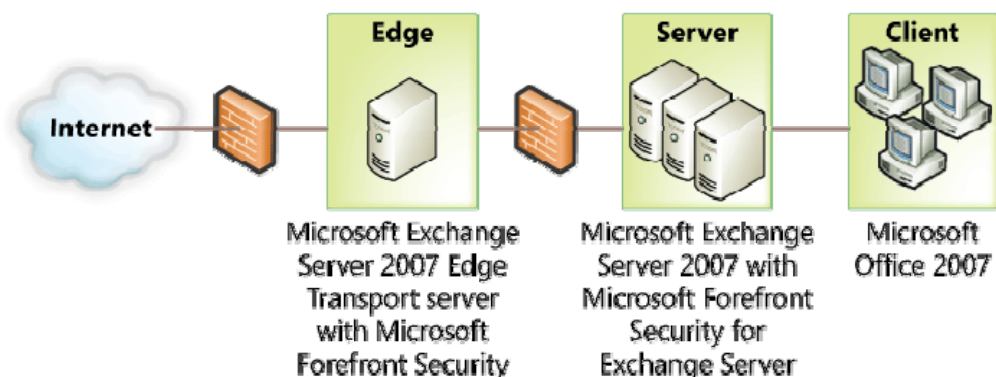 Edge
Server
Client
Internet
Microsoft Exchange
Server 2007 Edge
Transport server
with Microsoft
Forefront Security
Microsoft Exchange
Server 2007 with
Microsoft Forefront
Security for
Exchange Server
Microsoft
Office 2007